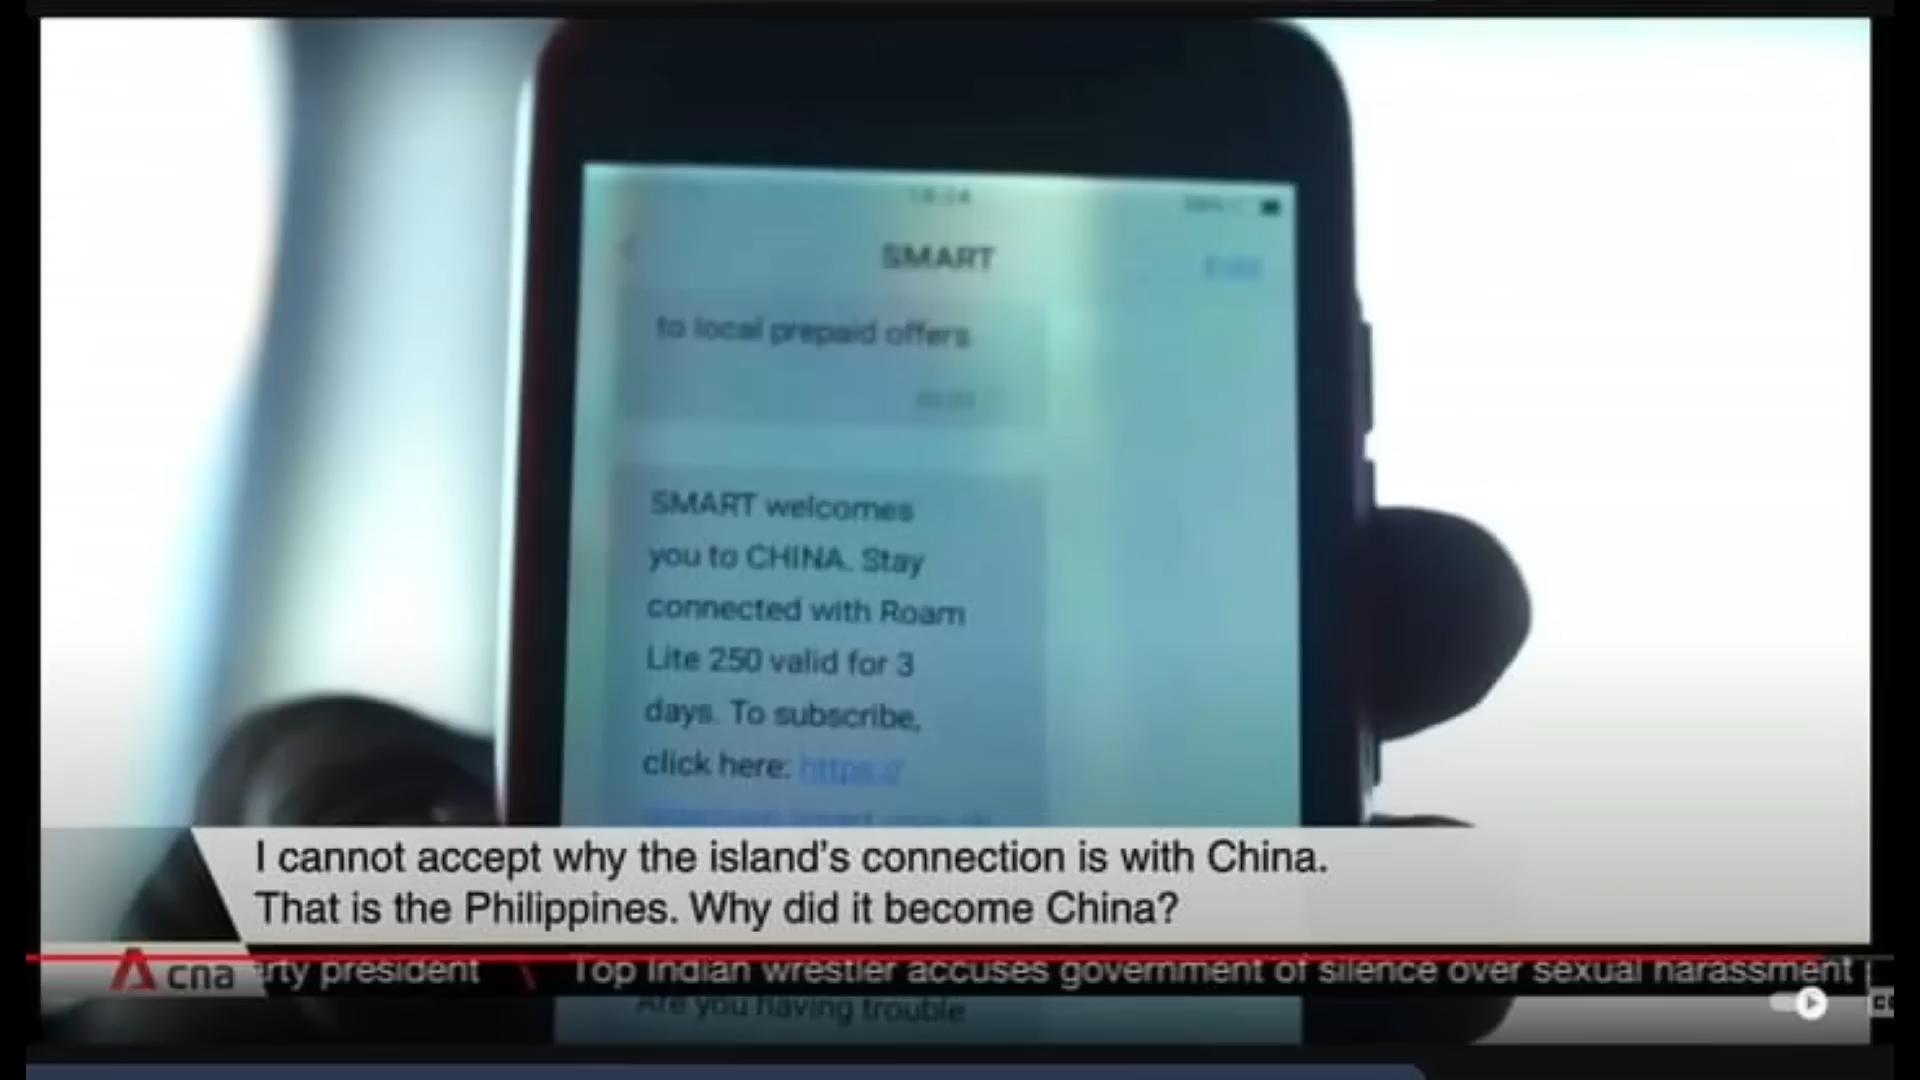 SMART
Edit
to local prepaid offers
SMART welcomes
you to CHINA. Stay
connected with Roam
Lite 250 valid for 3
days. To subscribe,
click here: https://
I cannot accept why the island's connection is with China.
That is the Philippines. Why did it become China?
cna
rty president \ Top Indian wrestler accuses government of silence over sexual harassment
Are you having trouble